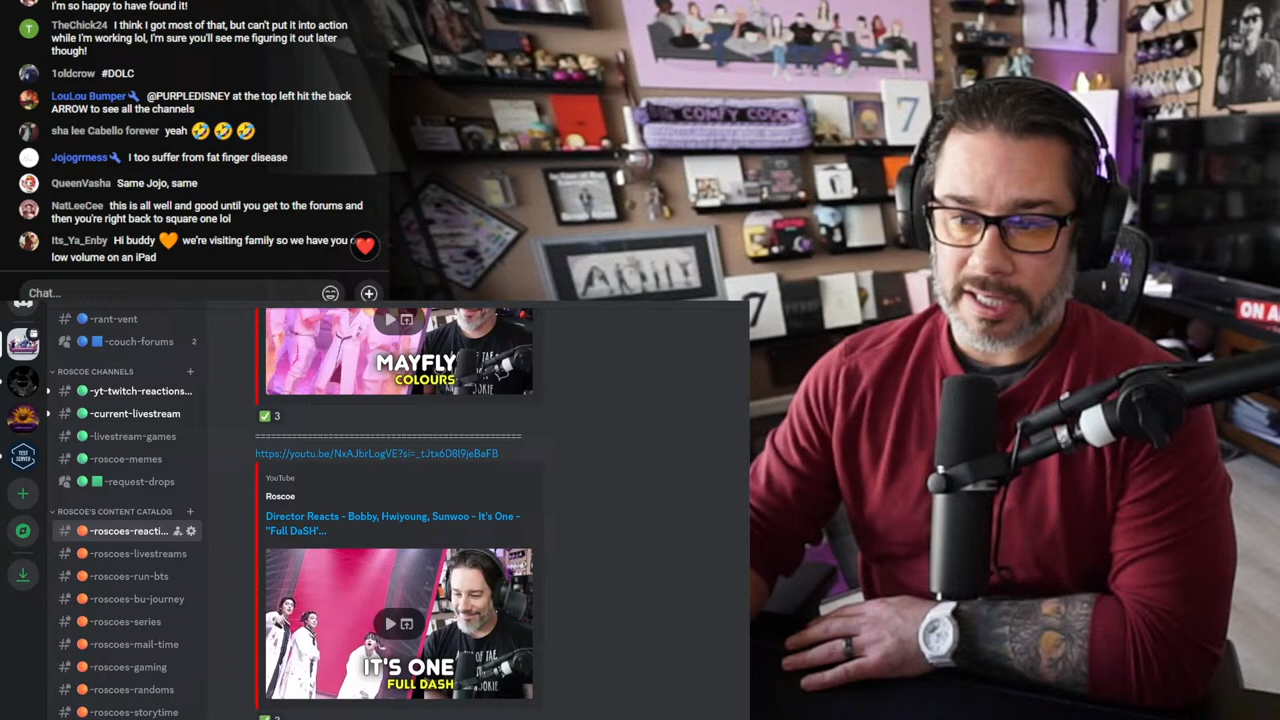 I'm so happy to have found it!
TheChick24 I think I got most of that, but can't put it into action
while I'm working lol, I'm sure you'll see me figuring it out later
though!
1oldcrow #DOLC
LouLou Bumper @PURPLEDISNEY at the top left hit the back
ARROW to see all the channels
sha lee Cabello forever yeah 🤣🤣🤣
Jojogrrness I too suffer from fat finger disease
QueenVasha Same Jojo, same
NatLeeCee this is all well and good until you get to the forums and
then you're right back to square one lol
Its_Ya_Enby Hi buddy 🧡 we're visiting family so we have you
low volume on an iPad
Chat...
-rant-vent
-couch-forums 2
ROSCOE CHANNELS
-yt-twitch-reactions...
-current-livestream
-livestream-games
-roscoe-memes
-request-drops
ROSCOE'S CONTENT CATALOG
-roscoes-reacti...
-roscoes-livestreams
-roscoes-run-bts
-roscoes-bu-journey
-roscoes-series
-roscoes-mail-time
-roscoes-gaming
-roscoes-randoms
-roscoes-storytime
TEST
SERVER
MAYFLY
COLOURS
✅ 3
==================================================
https://youtu.be/NxAJbrLogVE?si=_tJtx6D8l9jeBaFB
YouTube
Roscoe
Director Reacts - Bobby, Hwiyoung, Sunwoo - It's One -
"Full DaSH'...
IT'S ONE
FULL DASH
BIG COMFY COUCH
7
AGILITY
ON A